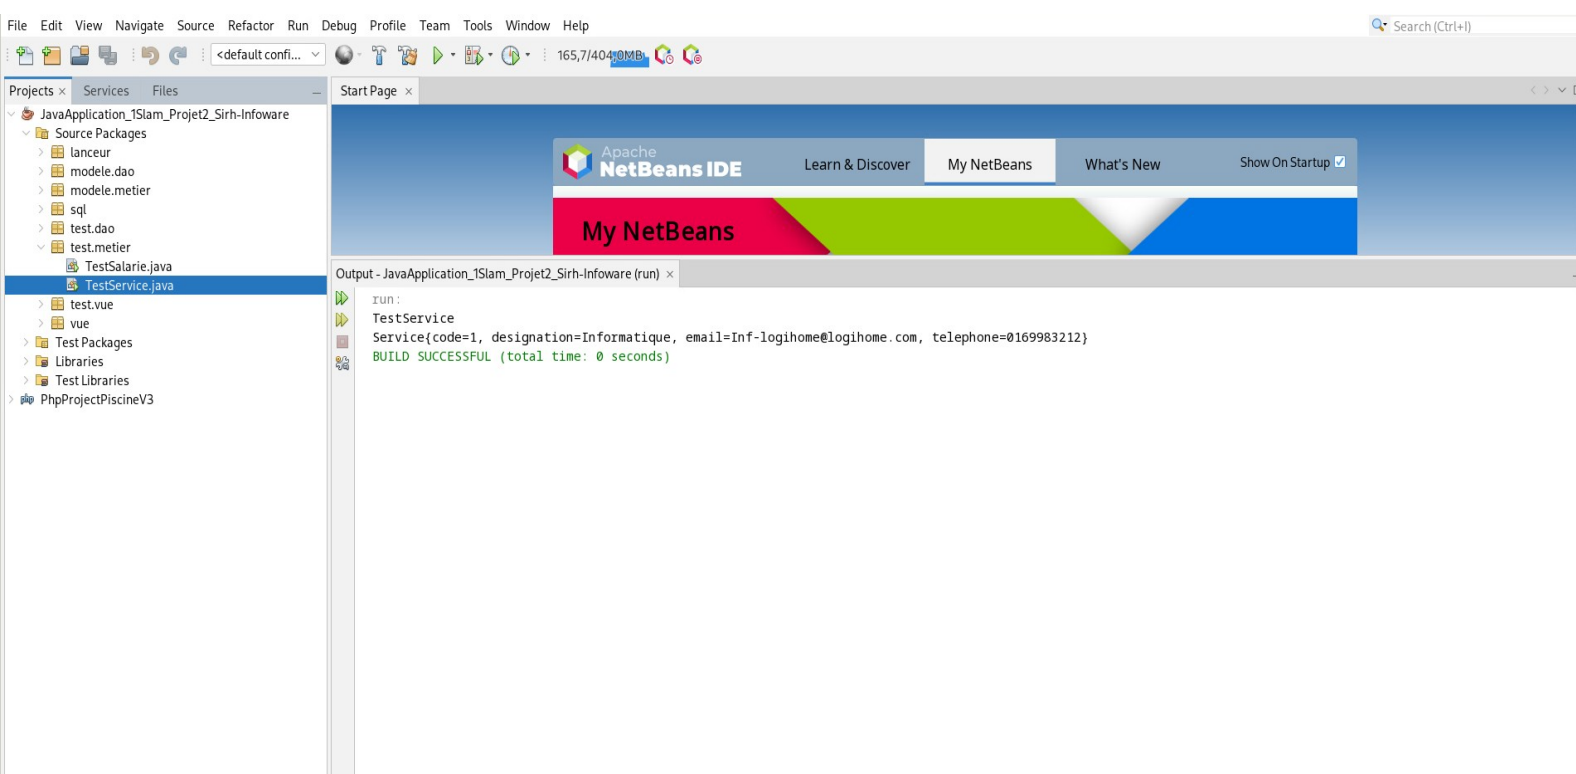 File Edit View Navigate Source Refactor Run Debug Profile Team Tools Window Help
Search (Ctrl+I)
<default confi...
165,7/404,0MB
Projects Services Files
Start Page
JavaApplication_1Slam_Projet2_Sirh-Infoware
Source Packages
lanceur
modele.dao
modele.metier
sql
test.dao
test.metier
TestSalarie.java
TestService.java
test.vue
vue
Test Packages
Libraries
Test Libraries
PhpProjectPiscineV3
php
Apache
NetBeans IDE
Learn & Discover
My NetBeans
What's New
Show On Startup
My NetBeans
Output - JavaApplication_1Slam_Projet2_Sirh-Infoware (run)
run:
TestService
Service{code=1, designation=Informatique, email=Inf-logihome@logihome.com, telephone=0169983212}
BUILD SUCCESSFUL (total time: 0 seconds)